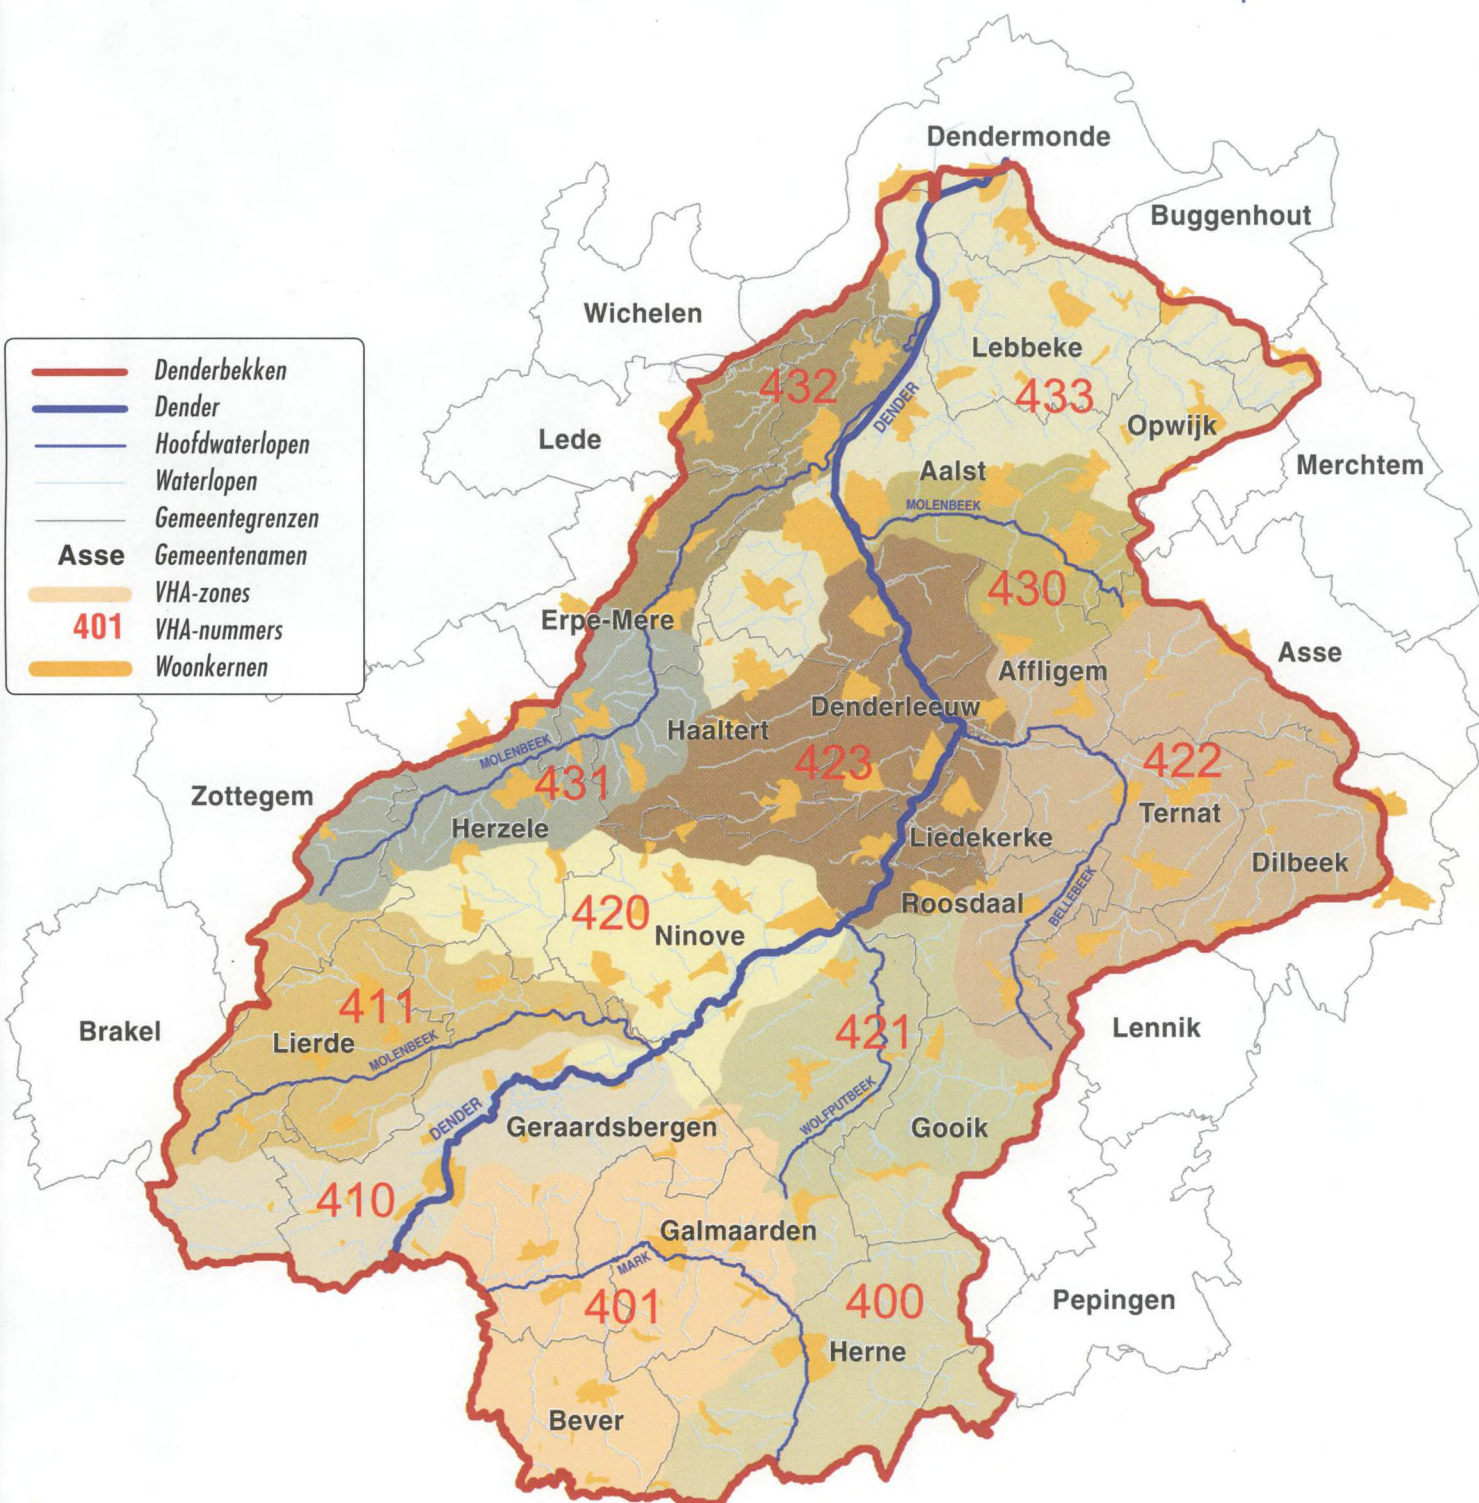 Dendermonde
Buggenhout
Wichelen
Denderbekken
Dender
Hoofdwaterlopen
Waterlopen
Gemeentegrenzen
Asse Gemeentenamen
VHA-zones
401 VHA-nummers
Woonkernen
Lebbeke
432
433
DENDER
Opwijk
Lede
Merchtem
Aalst
MOLENBEEK
430
Erpe-Mere
Asse
Affligem
Denderleeuw
Haaltert
MOLENBEEK
423
422
431
Zottegem
Ternat
Herzele
Liedekerke
Dilbeek
BELLEBEEK
Roosdaal
420
Ninove
411
Brakel
Lierde
MOLENBEEK
421
Lennik
WOLFPUTBEEK
DENDER
Geraardsbergen
Gooik
410
Galmaarden
MARK
401
400
Pepingen
Herne
Bever